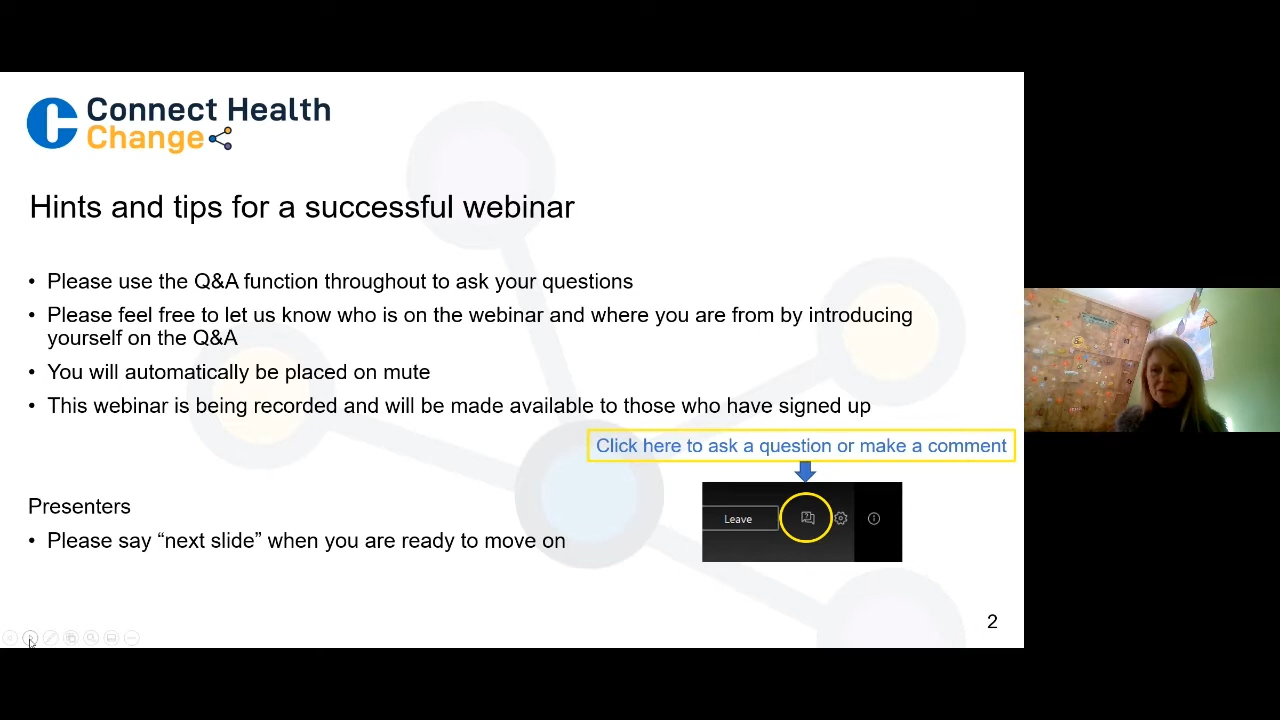 Connect Health
Change
Hints and tips for a successful webinar
• Please use the Q&A function throughout to ask your questions
• Please feel free to let us know who is on the webinar and where you are from by introducing
yourself on the Q&A
• You will automatically be placed on mute
• This webinar is being recorded and will be made available to those who have signed up
Click here to ask a question or make a comment
Leave
Presenters
• Please say “next slide” when you are ready to move on
2